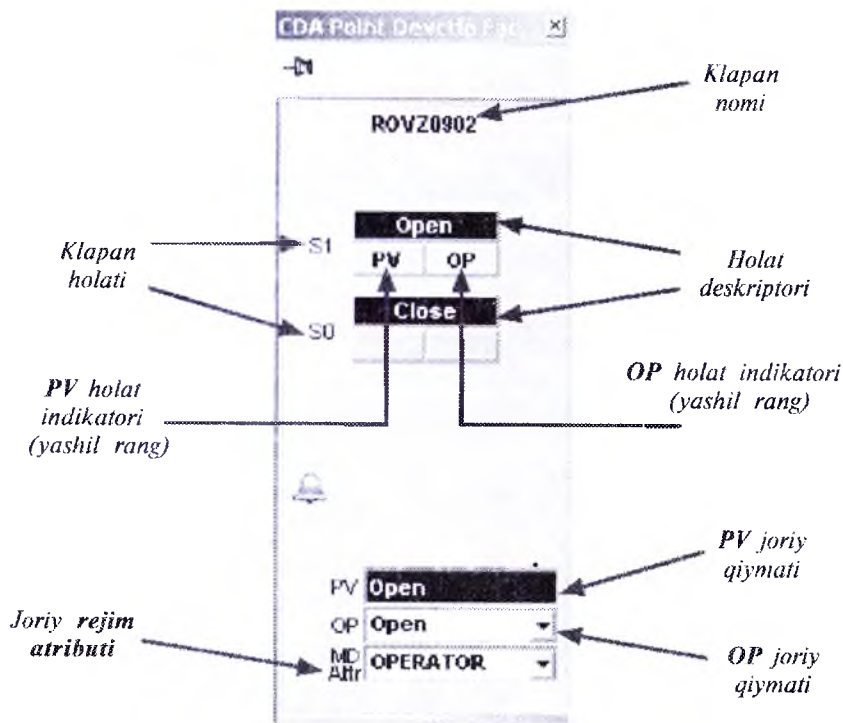 CDA Point
Klapan
nomi
ROVZ0902
Open
S1
PV OP
Klapan
holati
Holat
deskriptori
Close
S0
PV holat
indikatori
(yashil rang)
OP holat indikatori
(yashil rang)
PV joriy
qiymati
PV Open
OP Open
Joriy rejim
atributi
MD
Attr OPERATOR
OP joriy
qiymati